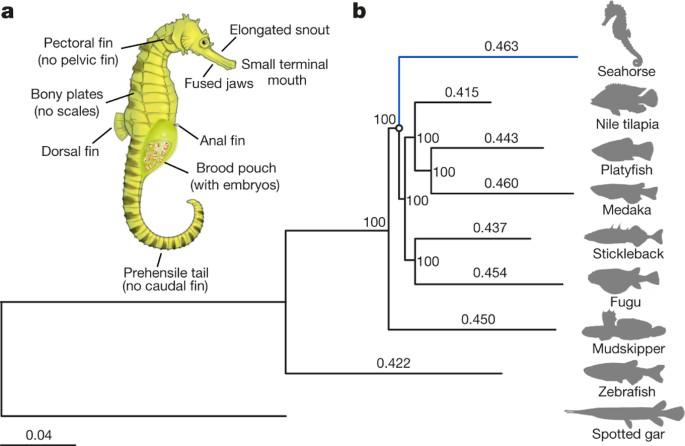 a
Elongated snout
Pectoral fin
(no pelvic fin)
Small terminal
mouth
Fused jaws
Bony plates
(no scales)
Anal fin
Dorsal fin
Brood pouch
(with embryos)
Prehensile tail
(no caudal fin)
b
0.463
Seahorse
0.415
Nile tilapia
100
100
0.443
Platyfish
100
0.460
Medaka
100
0.437
Stickleback
100
100
0.454
Fugu
0.450
Mudskipper
0.422
Zebrafish
Spotted gar
0.04